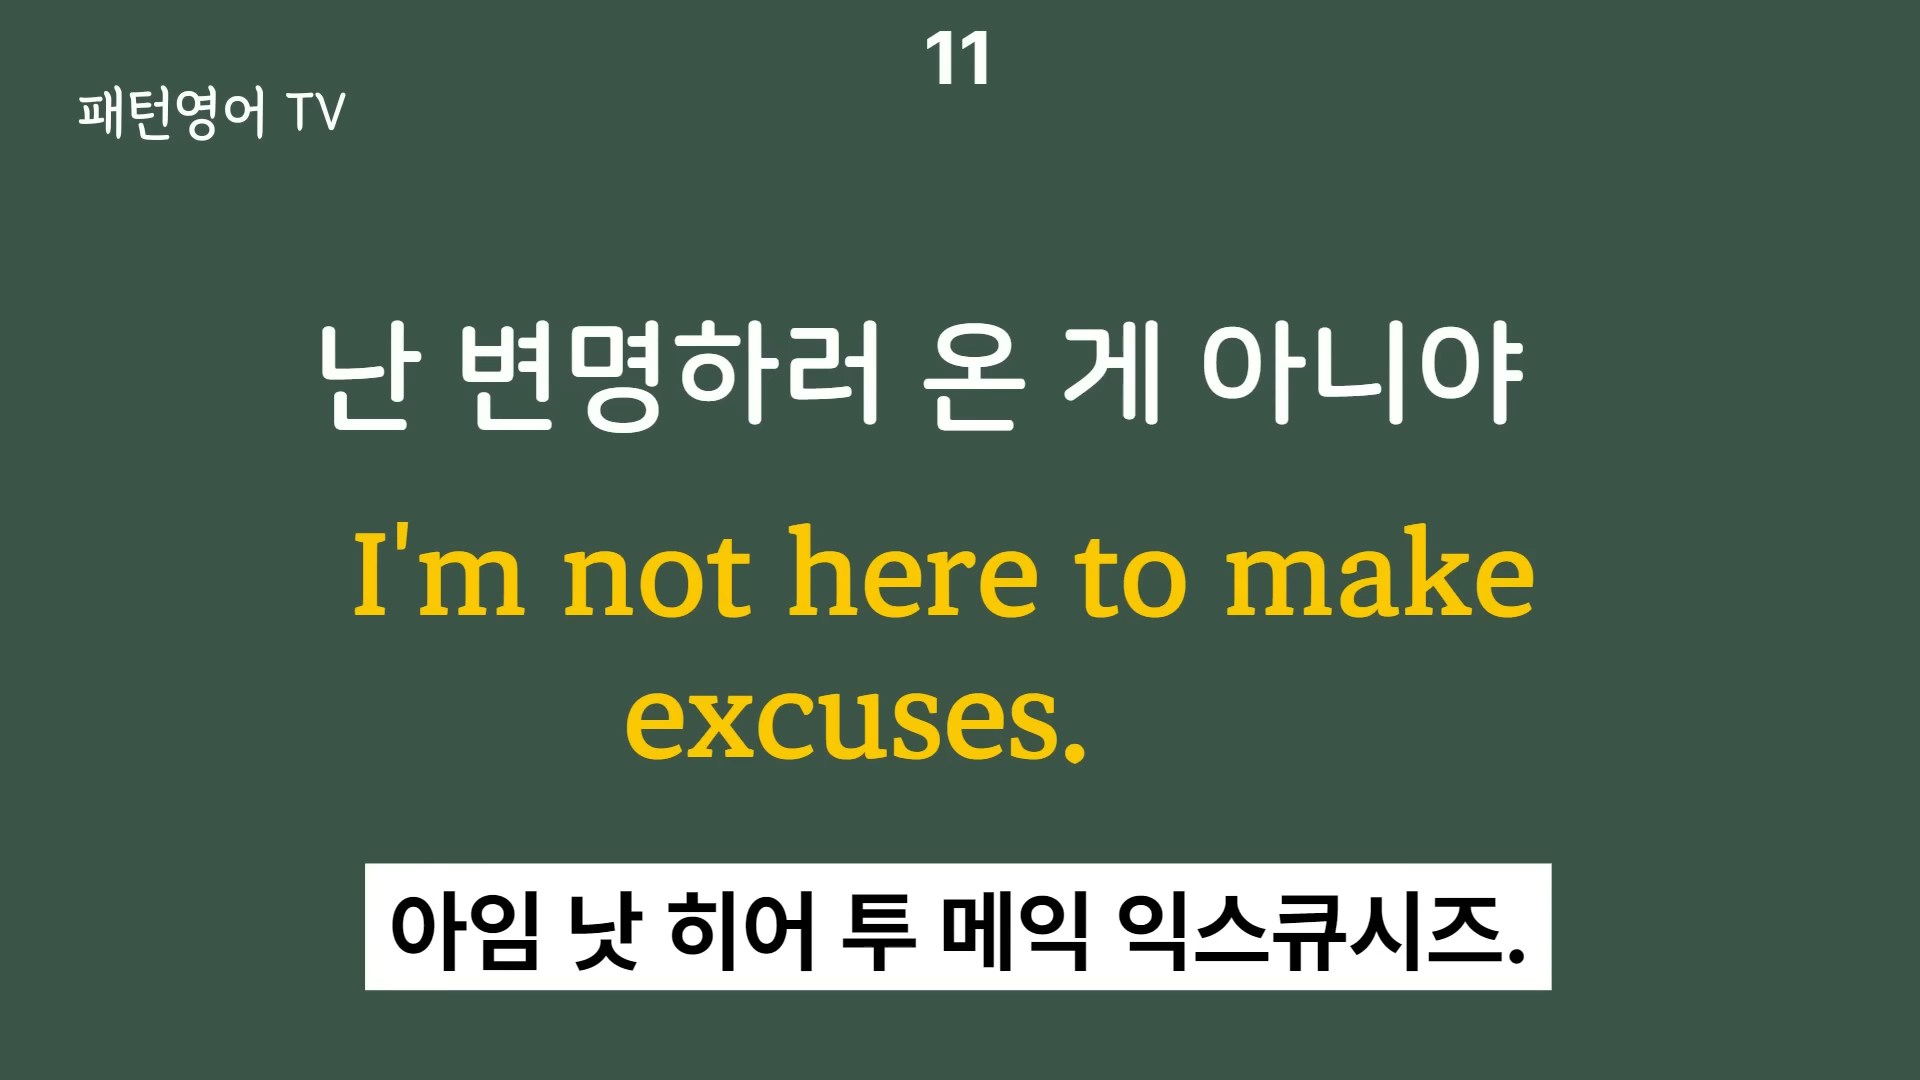 11
패턴영어 TV
난 변명하러 온 게 아니야
I'm not here to make
excuses.
아임 낫 히어 투 메익 익스큐시즈.